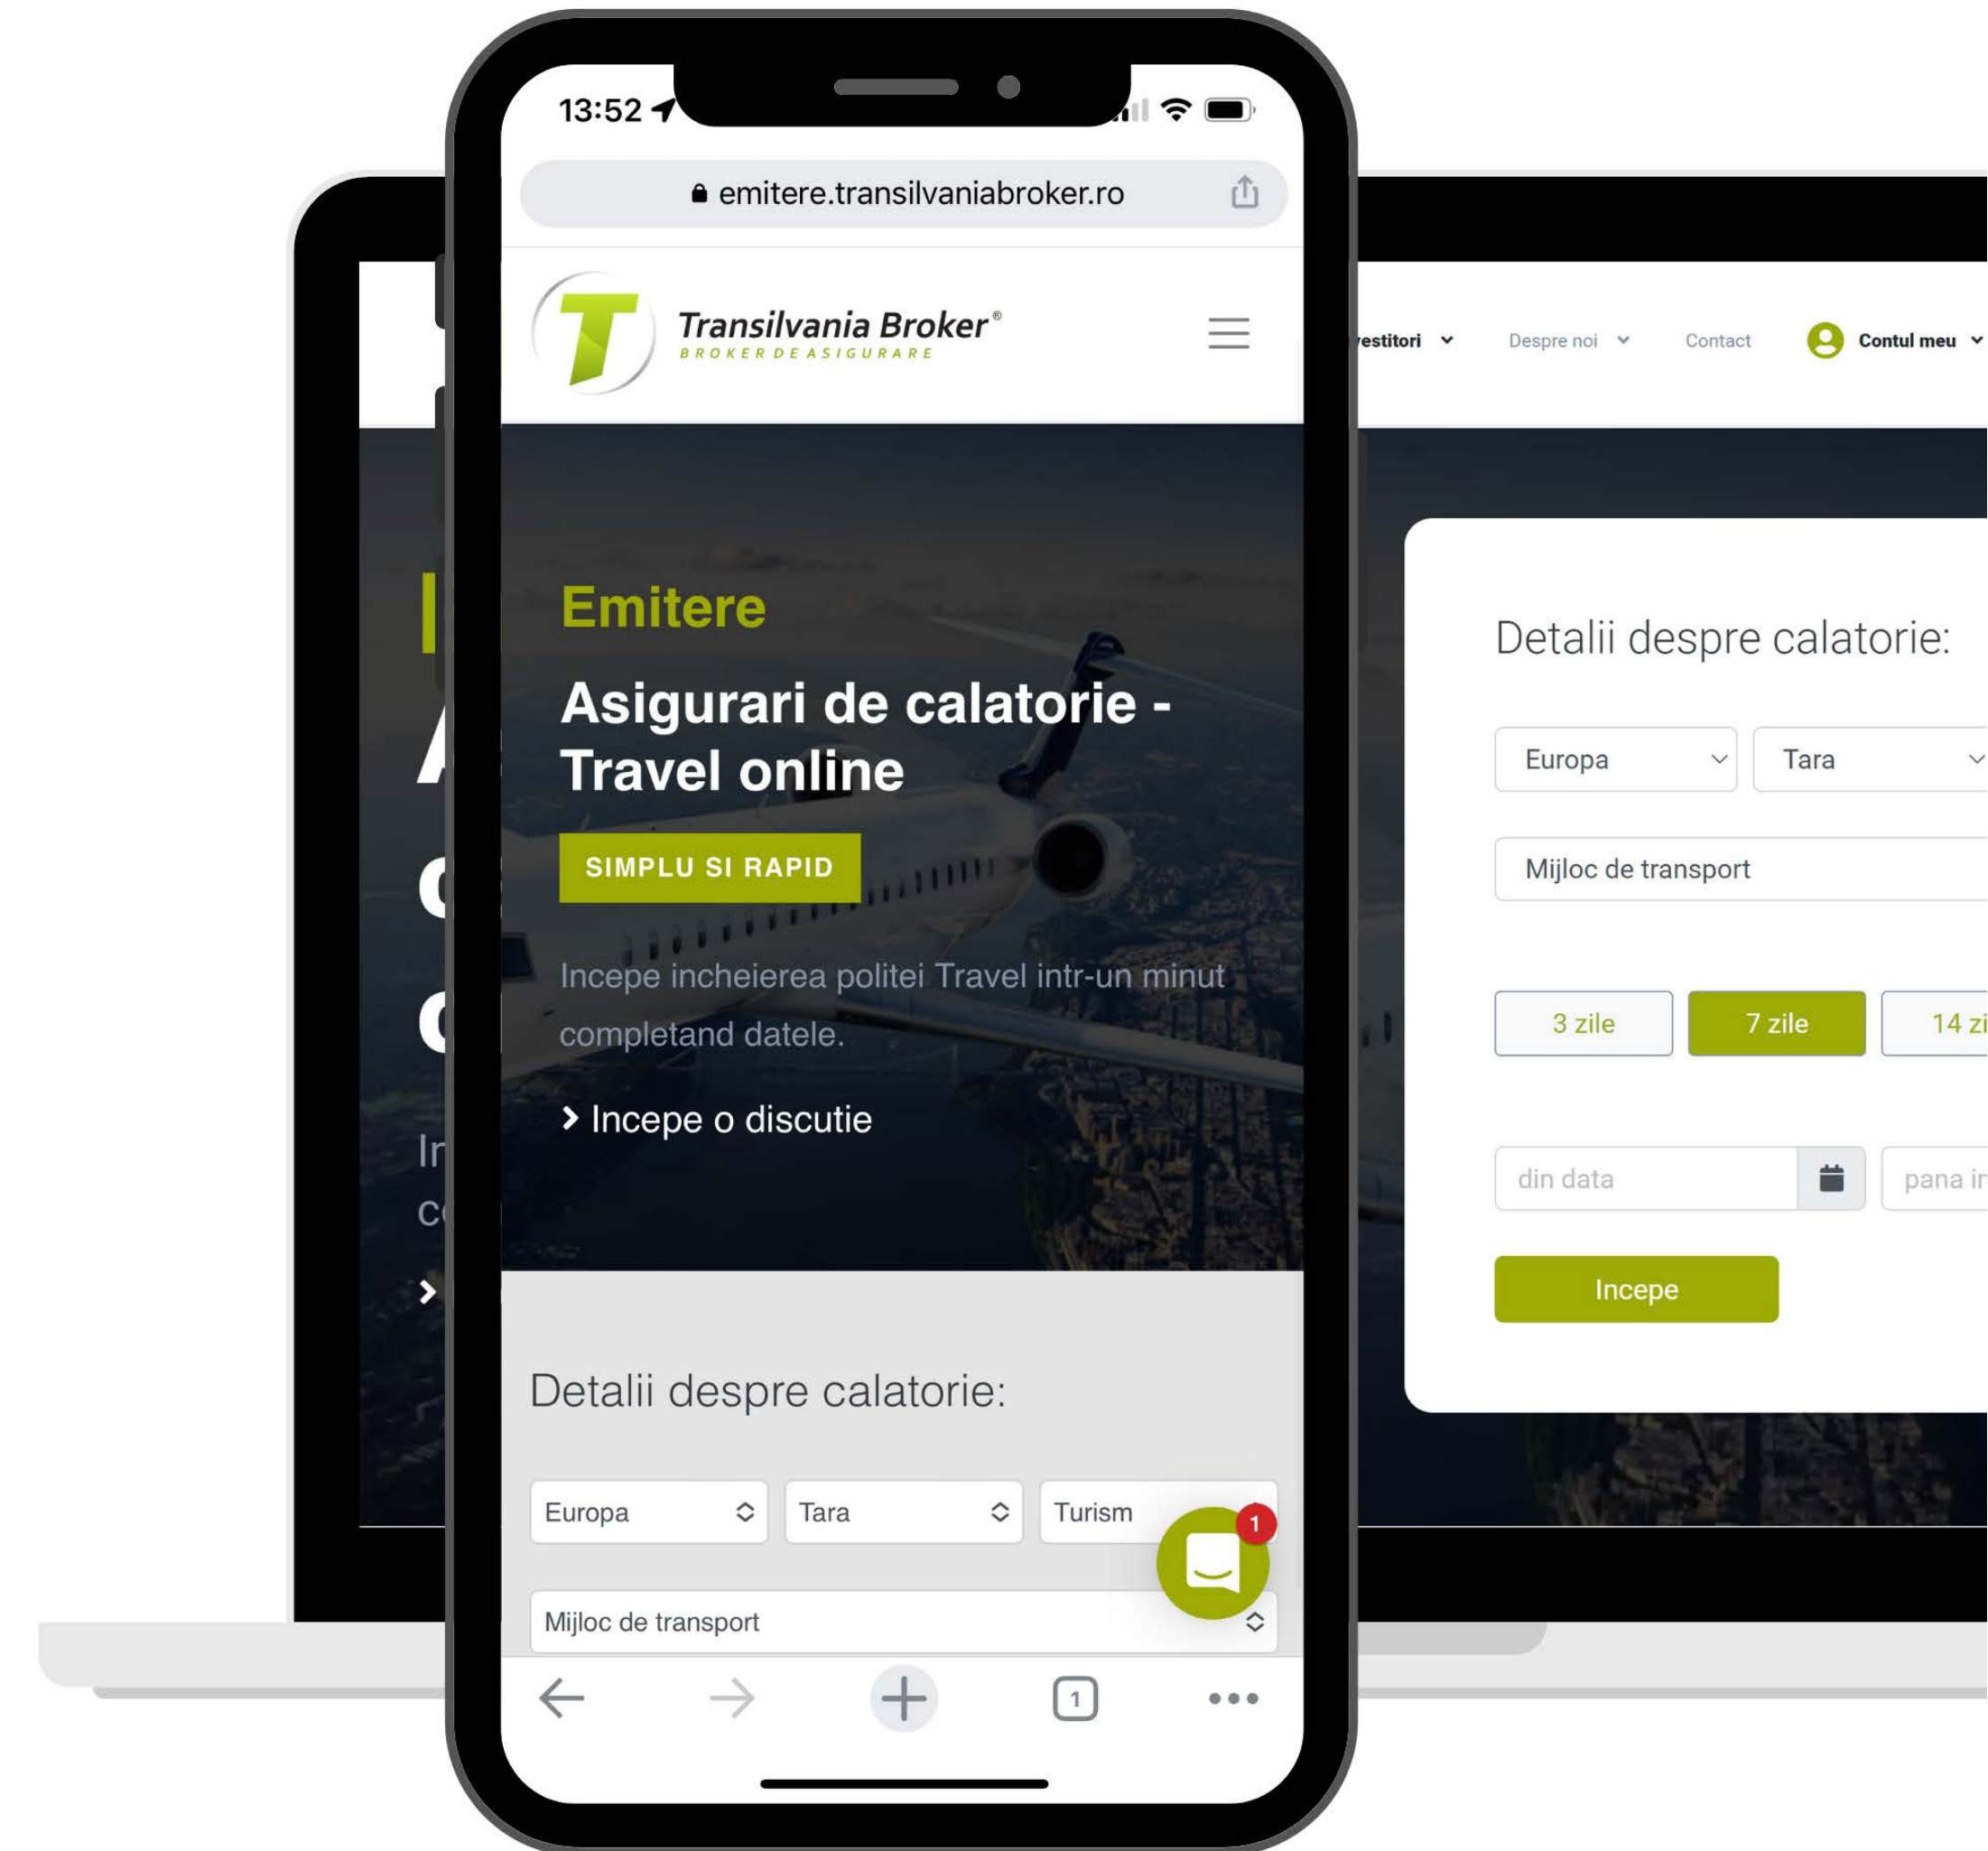 13:52
emitere.transilvaniabroker.ro
Transilvania Broker®
BROKER DE ASIGURARE
Emitere
Asigurari de calatorie -
Travel online
SIMPLU SI RAPID
Incepe incheierea politei Travel intr-un minut
completand datele.
Incepe o discutie
Detalii despre calatorie:
Europa Tara Turism
1
Mijloc de transport
1
Despre noi Contact Contul meu
Detalii despre calatorie:
Europa Tara
Mijloc de transport
3 zile 7 zile 14
din data pana
Incepe